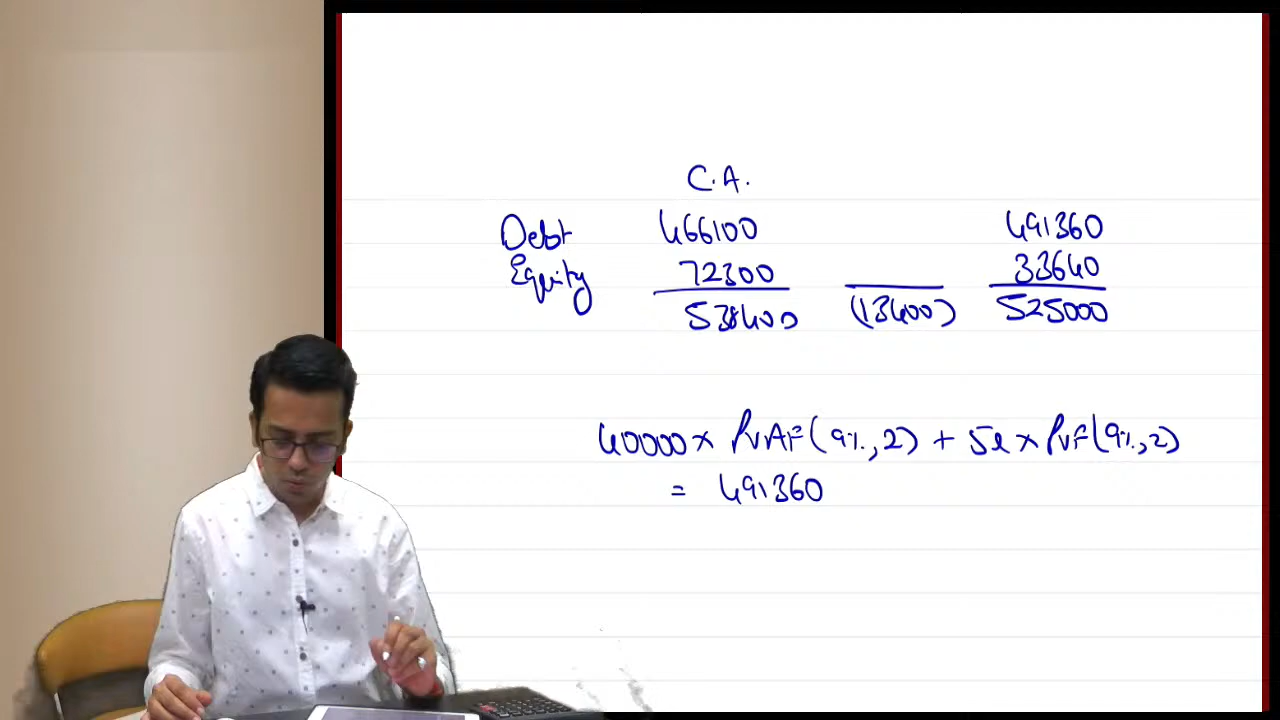 C.A.
Debt 466100 491360
Equity 72300 33640
538400 (13400) 525000
40000 x PVAF (9%, 2) + 5L x PVF (9%, 2)
= 491360